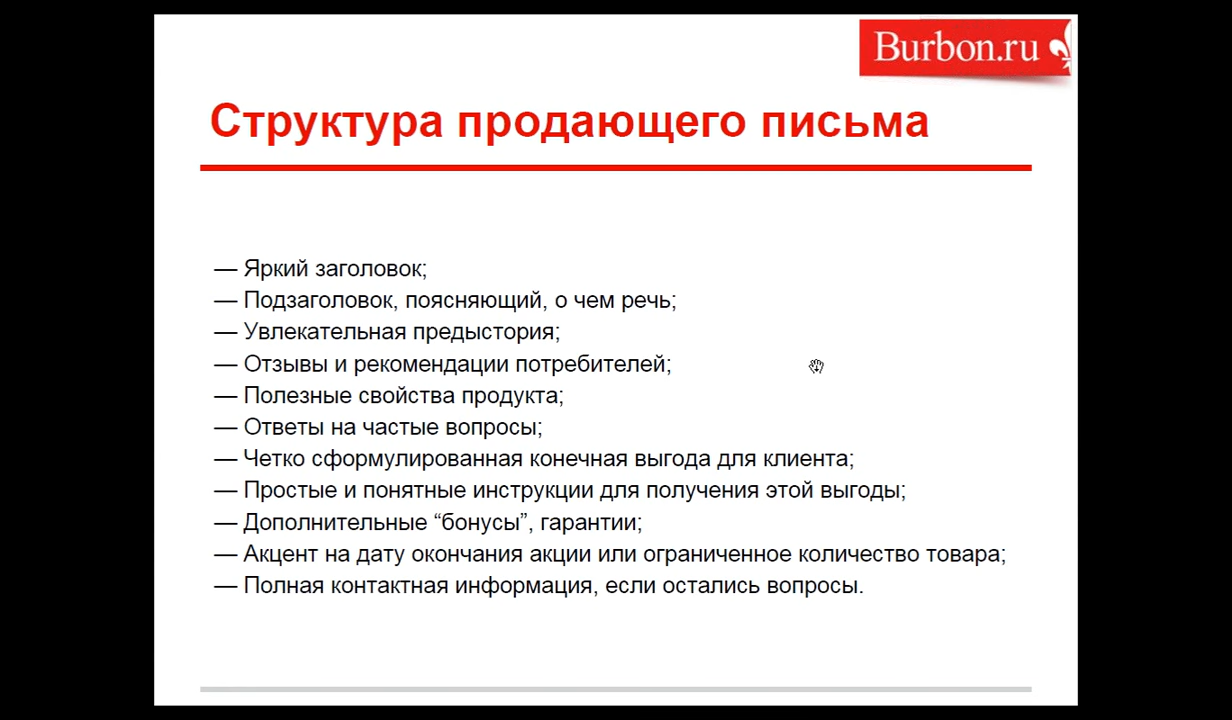 Burbon.ru
Структура продающего письма
— Яркий заголовок;
— Подзаголовок, поясняющий, о чем речь;
— Увлекательная предыстория;
— Отзывы и рекомендации потребителей;
— Полезные свойства продукта;
— Ответы на частые вопросы;
— Четко сформулированная конечная выгода для клиента;
— Простые и понятные инструкции для получения этой выгоды;
— Дополнительные “бонусы”, гарантии;
— Акцент на дату окончания акции или ограниченное количество товара;
— Полная контактная информация, если остались вопросы.